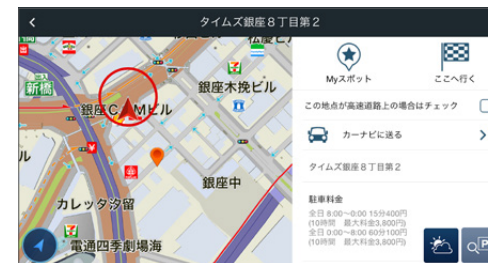 タイムズ銀座8丁目第2
新橋
銀座木挽ビル
銀座CAMビル
ル
銀座中
カレッタ汐留
電通四季劇場海
Myスポット
ここへ行く
この地点が高速道路上の場合はチェック
カーナビに送る
タイムズ銀座8丁目第2
駐車料金
全日 8:00～0:00 15分400円
(10時間 最大料金3,800円)
全日 0:00～8:00 60分100円
(10時間 最大料金3,800円)
P